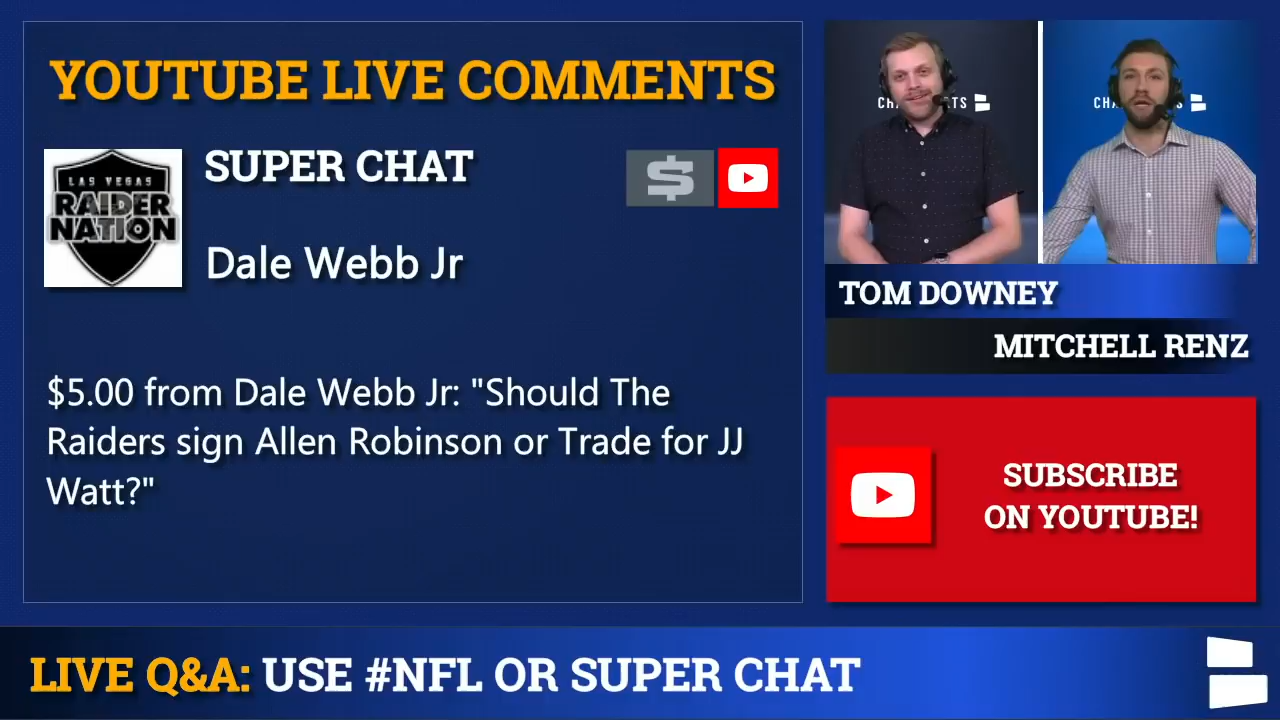 YOUTUBE LIVE COMMENTS
LAS VEGAS
RAIDER
NATION
SUPER CHAT
Dale Webb Jr
$5.00 from Dale Webb Jr: "Should The
Raiders sign Allen Robinson or Trade for JJ
Watt?"
TOM DOWNEY
MITCHELL RENZ
SUBSCRIBE
ON YOUTUBE!
LIVE Q&A: USE #NFL OR SUPER CHAT